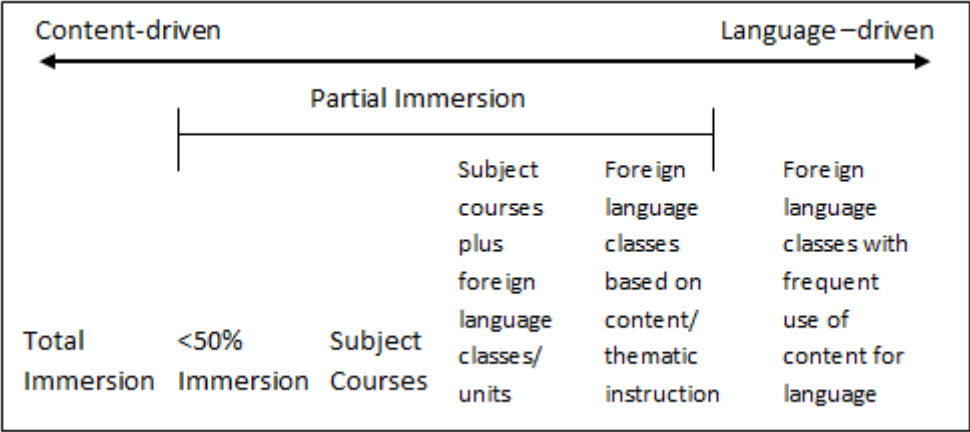 Content-driven
Language –driven
Partial Immersion
Total
Immersion
<50%
Immersion
Subject
Courses
Subject
courses
plus
foreign
language
classes/
units
Foreign
language
classes
based on
content/
thematic
instruction
Foreign
language
classes with
frequent
use of
content for
language